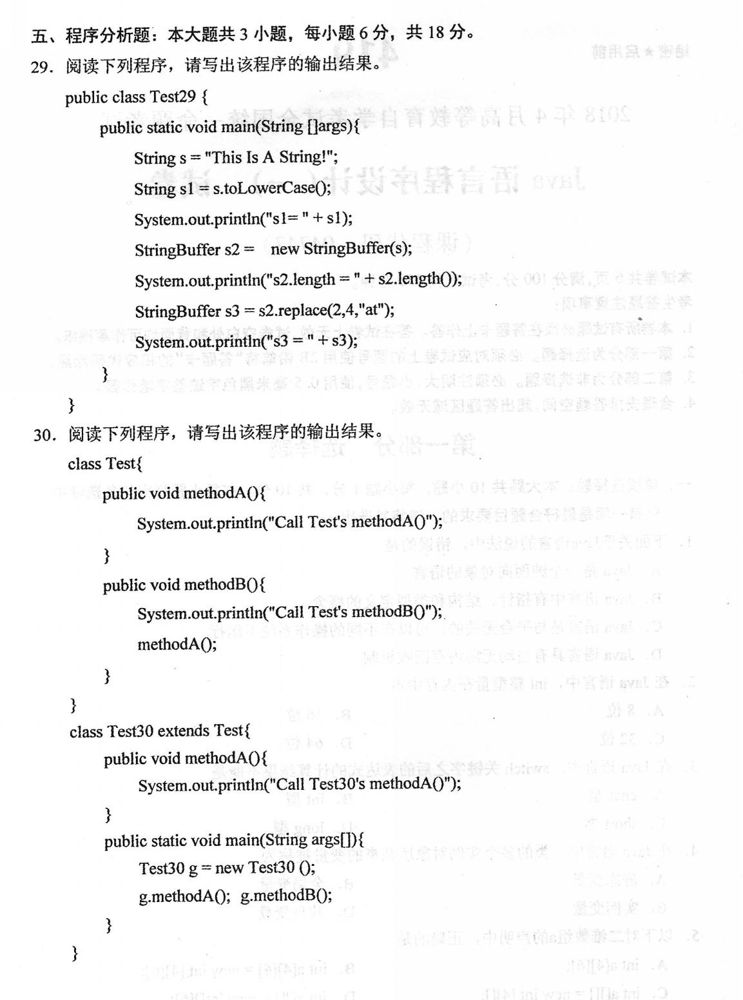 五、程序分析题：本大题共 3 小题，每小题 6 分，共 18 分。
29．阅读下列程序，请写出该程序的输出结果。
public class Test29 {
public static void main(String []args){
String s = "This Is A String!";
String s1 = s.toLowerCase();
System.out.println("s1= " + s1);
StringBuffer s2 = new StringBuffer(s);
System.out.println("s2.length = " + s2.length());
StringBuffer s3 = s2.replace(2,4,"at");
System.out.println("s3 = " + s3);
}
}
30．阅读下列程序，请写出该程序的输出结果。
class Test{
public void methodA(){
System.out.println("Call Test's methodA()");
}
public void methodB(){
System.out.println("Call Test's methodB()");
methodA();
}
}
class Test30 extends Test{
public void methodA(){
System.out.println("Call Test30's methodA()");
}
public static void main(String args[]){
Test30 g = new Test30 ();
g.methodA(); g.methodB();
}
}